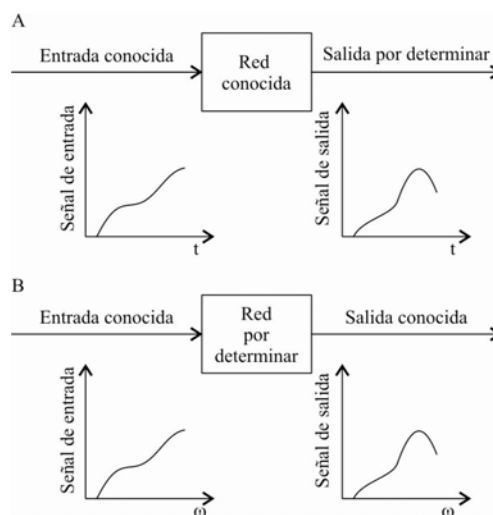 A
Entrada conocida
Red
conocida
Salida por determinar
Señal de entrada
t
Señal de salida
t
B
Entrada conocida
Red
por
determinar
Salida conocida
Señal de entrada
ω
Señal de salida
ω